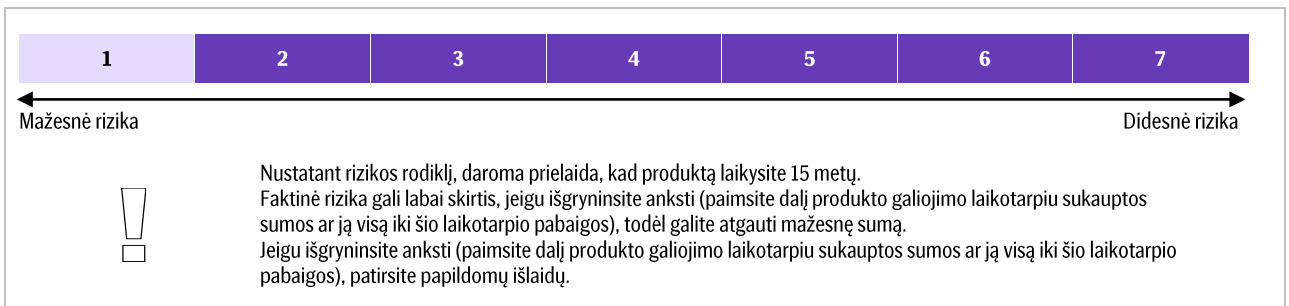 1 2 3 4 5 6 7
Mažesnė rizika Didesnė rizika
Nustatant rizikos rodiklį, daroma prielaida, kad produktą laikysite 15 metų.
Faktinė rizika gali labai skirtis, jeigu išgryninsite anksti (paimsite dalį produkto galiojimo laikotarpiu sukauptos
sumos ar ją visą iki šio laikotarpio pabaigos), todėl galite atgauti mažesnę sumą.
Jeigu išgryninsite anksti (paimsite dalį produkto galiojimo laikotarpiu sukauptos sumos ar ją visą iki šio laikotarpio
pabaigos), patirsite papildomų išlaidų.